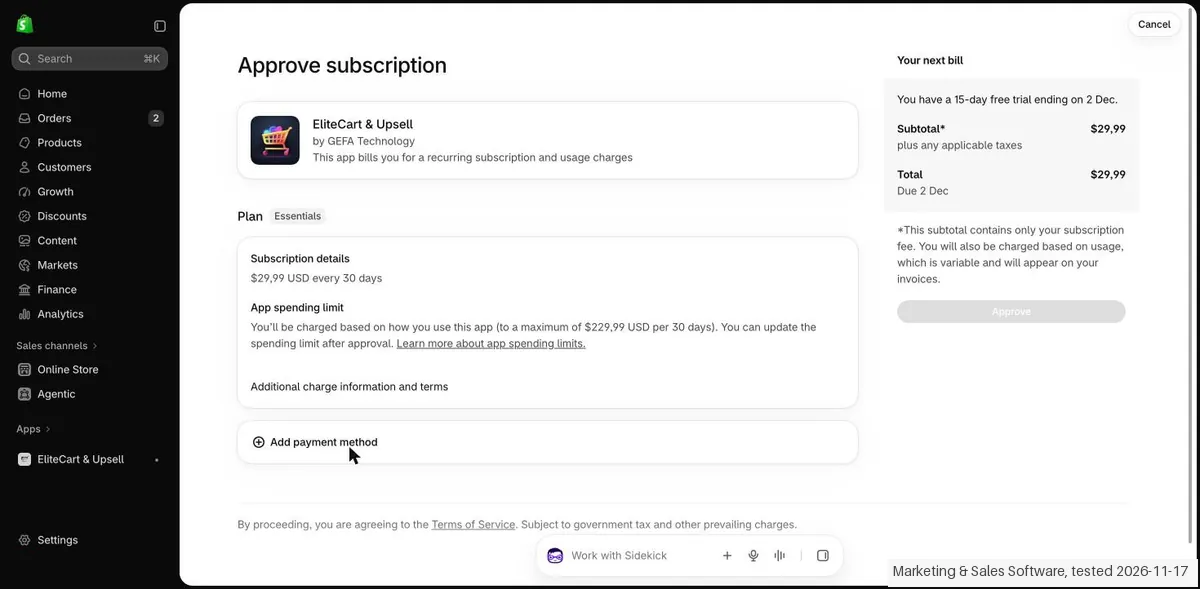 Search ⌘K
Home
Orders 2
Products
Customers
Growth
Discounts
Content
Markets
Finance
Analytics
Sales channels
Online Store
Agentic
Apps
EliteCart & Upsell
Settings
Cancel
Approve subscription
EliteCart & Upsell
by GEFA Technology
This app bills you for a recurring subscription and usage charges
Plan Essentials
Subscription details
$29,99 USD every 30 days
App spending limit
You'll be charged based on how you use this app (to a maximum of $229,99 USD per 30 days). You can update the
spending limit after approval. Learn more about app spending limits.
Additional charge information and terms
Add payment method
By proceeding, you are agreeing to the Terms of Service. Subject to government tax and other prevailing charges.
Your next bill
You have a 15-day free trial ending on 2 Dec.
Subtotal* $29,99
plus any applicable taxes
Total $29,99
Due 2 Dec
*This subtotal contains only your subscription
fee. You will also be charged based on usage,
which is variable and will appear on your
invoices.
Approve
Work with Sidekick
Marketing & Sales Software, tested 2026-11-17